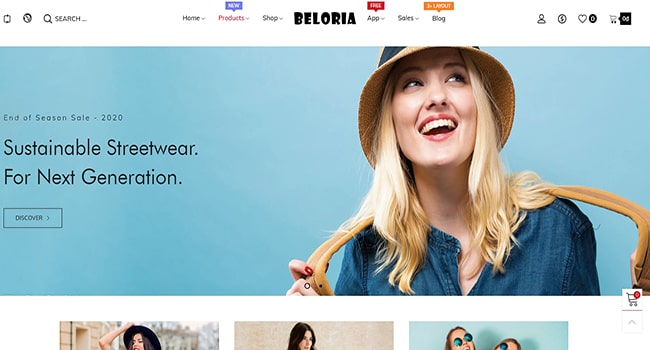 NEW
FREE
3+ LAYOUT
SEARCH ...
Home
Products
Shop
BELORIA
App
Sales
Blog
0
0đ
End of Season Sale - 2020
Sustainable Streetwear.
For Next Generation.
DISCOVER >
0